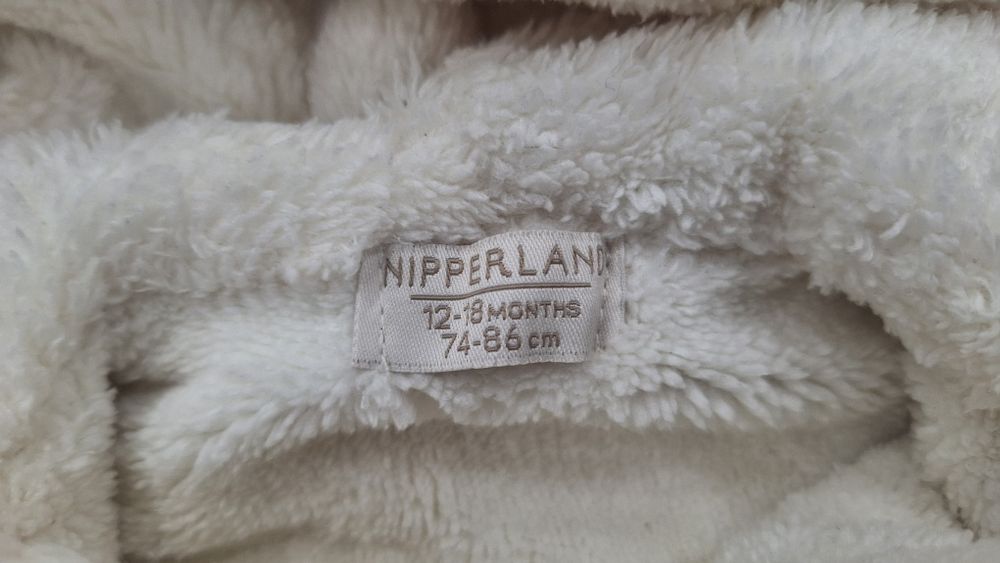 NIPPERLAND
12-18 MONTHS
74-86 cm